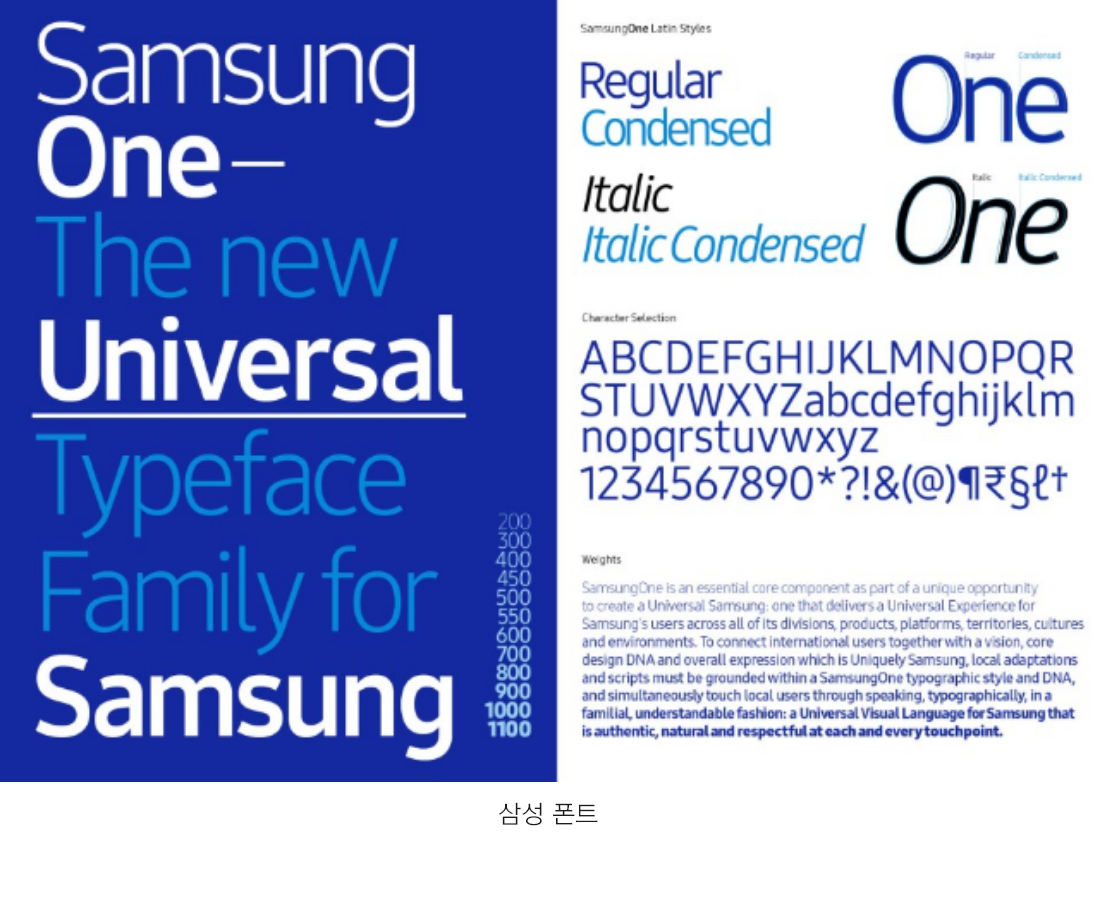 Samsung
One—
The new
Universal
Typeface
Family for
Samsung
200
300
400
450
500
550
600
700
800
900
1000
1100
SamsungOne Latin Styles
Regular
Condensed
Italic
Italic Condensed
Regular Condensed
One
Italic Italic Condensed
One
Character Selection
ABCDEFGHIJKLMNOPQR
STUVWXYZabcdefghijklm
nopqrstuvwxyz
1234567890*?!&(@)¶₹§ℓ†
Weights
SamsungOne is an essential core component as part of a unique opportunity
to create a Universal Samsung: one that delivers a Universal Experience for
Samsung's users across all of its divisions, products, platforms, territories, cultures
and environments. To connect international users together with a vision, core
design DNA and overall expression which is Uniquely Samsung, local adaptations
and scripts must be grounded within a SamsungOne typographic style and DNA,
and simultaneously touch local users through speaking, typographically, in a
familial, understandable fashion: a Universal Visual Language for Samsung that
is authentic, natural and respectful at each and every touchpoint.
삼성 폰트